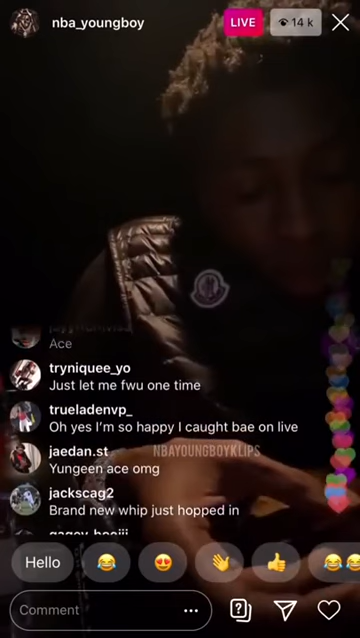 nba_youngboy
LIVE
14 k
Ace
tryniquee_yo
Just let me fwu one time
trueladenvp_
Oh yes I'm so happy I caught bae on live
jaedan.st
NBAYOUNGBOYKLIPS
Yungeen ace omg
jackscag2
Brand new whip just hopped in
Hello
Comment